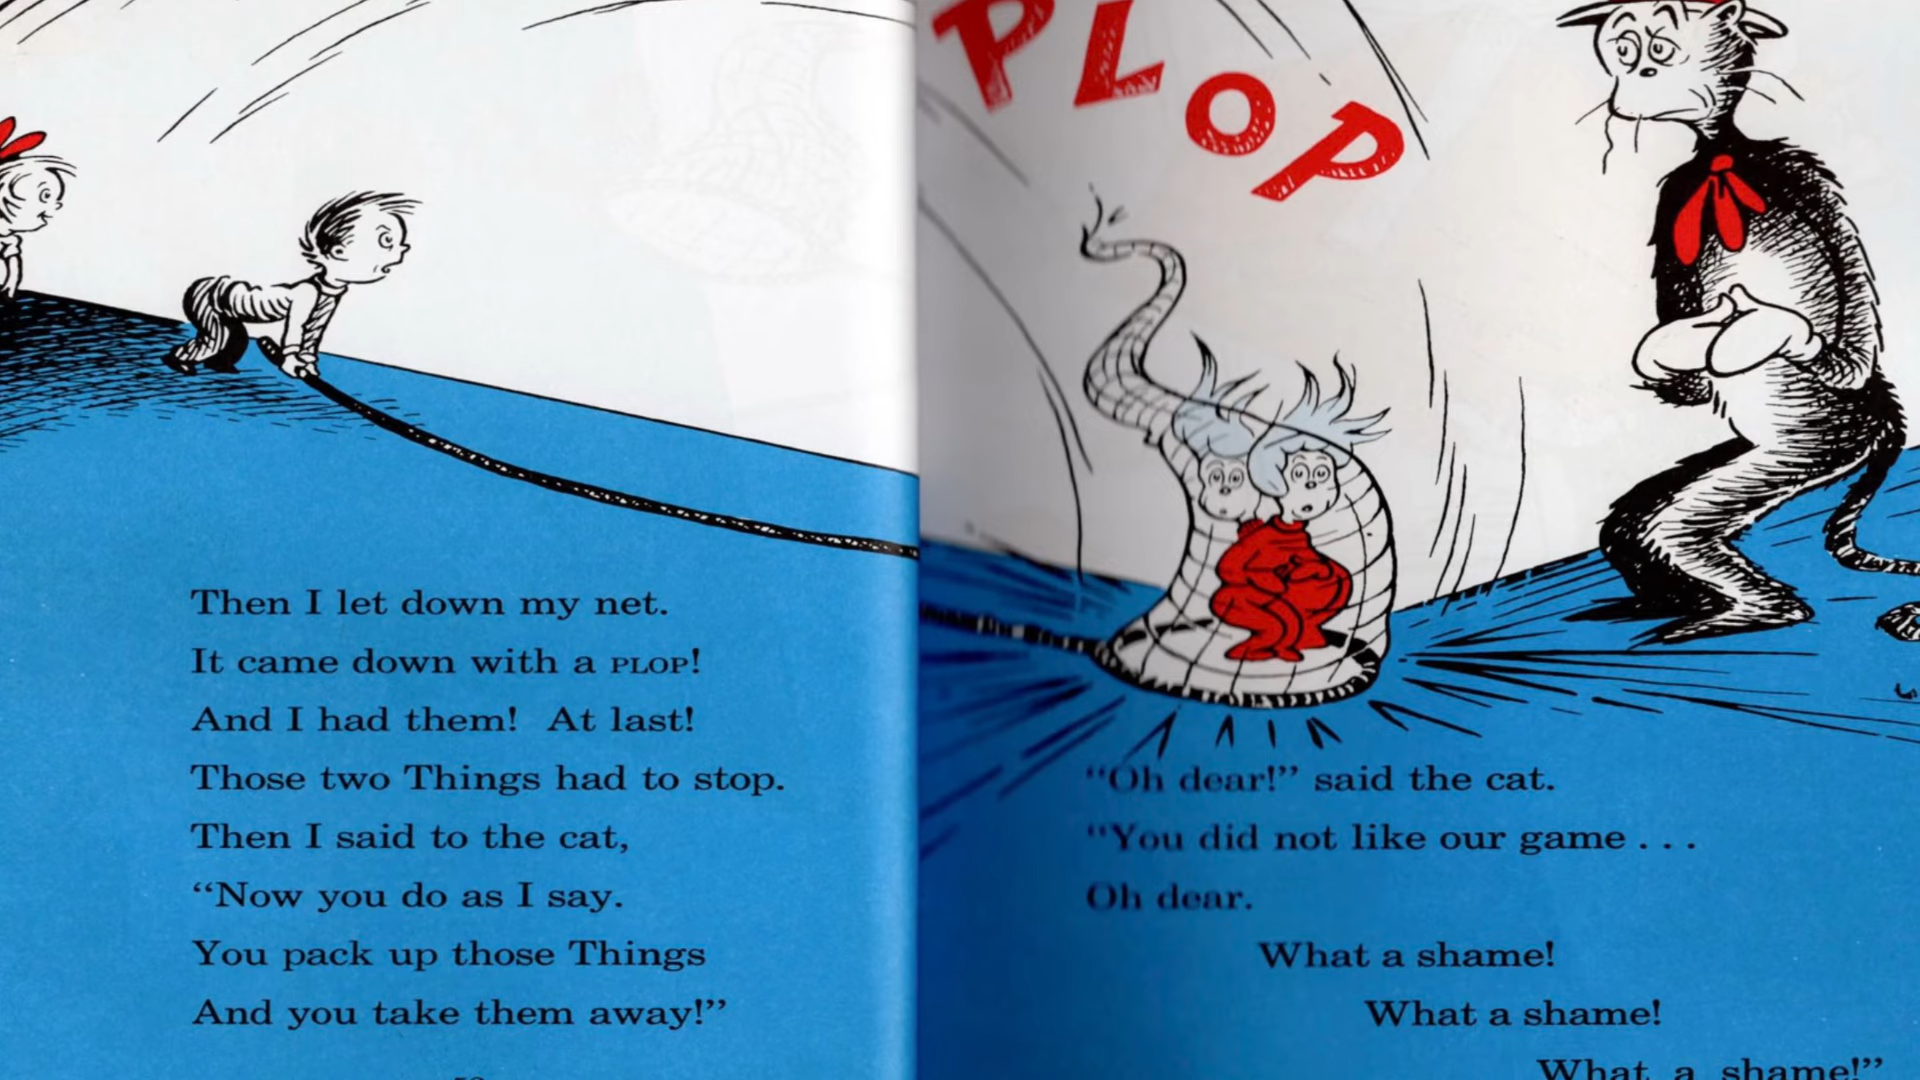 Then I let down my net.
It came down with a PLOP!
And I had them! At last!
Those two Things had to stop.
Then I said to the cat,
“Now you do as I say.
You pack up those Things
And you take them away!”
PLOP
“Oh dear!” said the cat.
“You did not like our game . . .
Oh dear.
What a shame!
What a shame!
What a shame!”